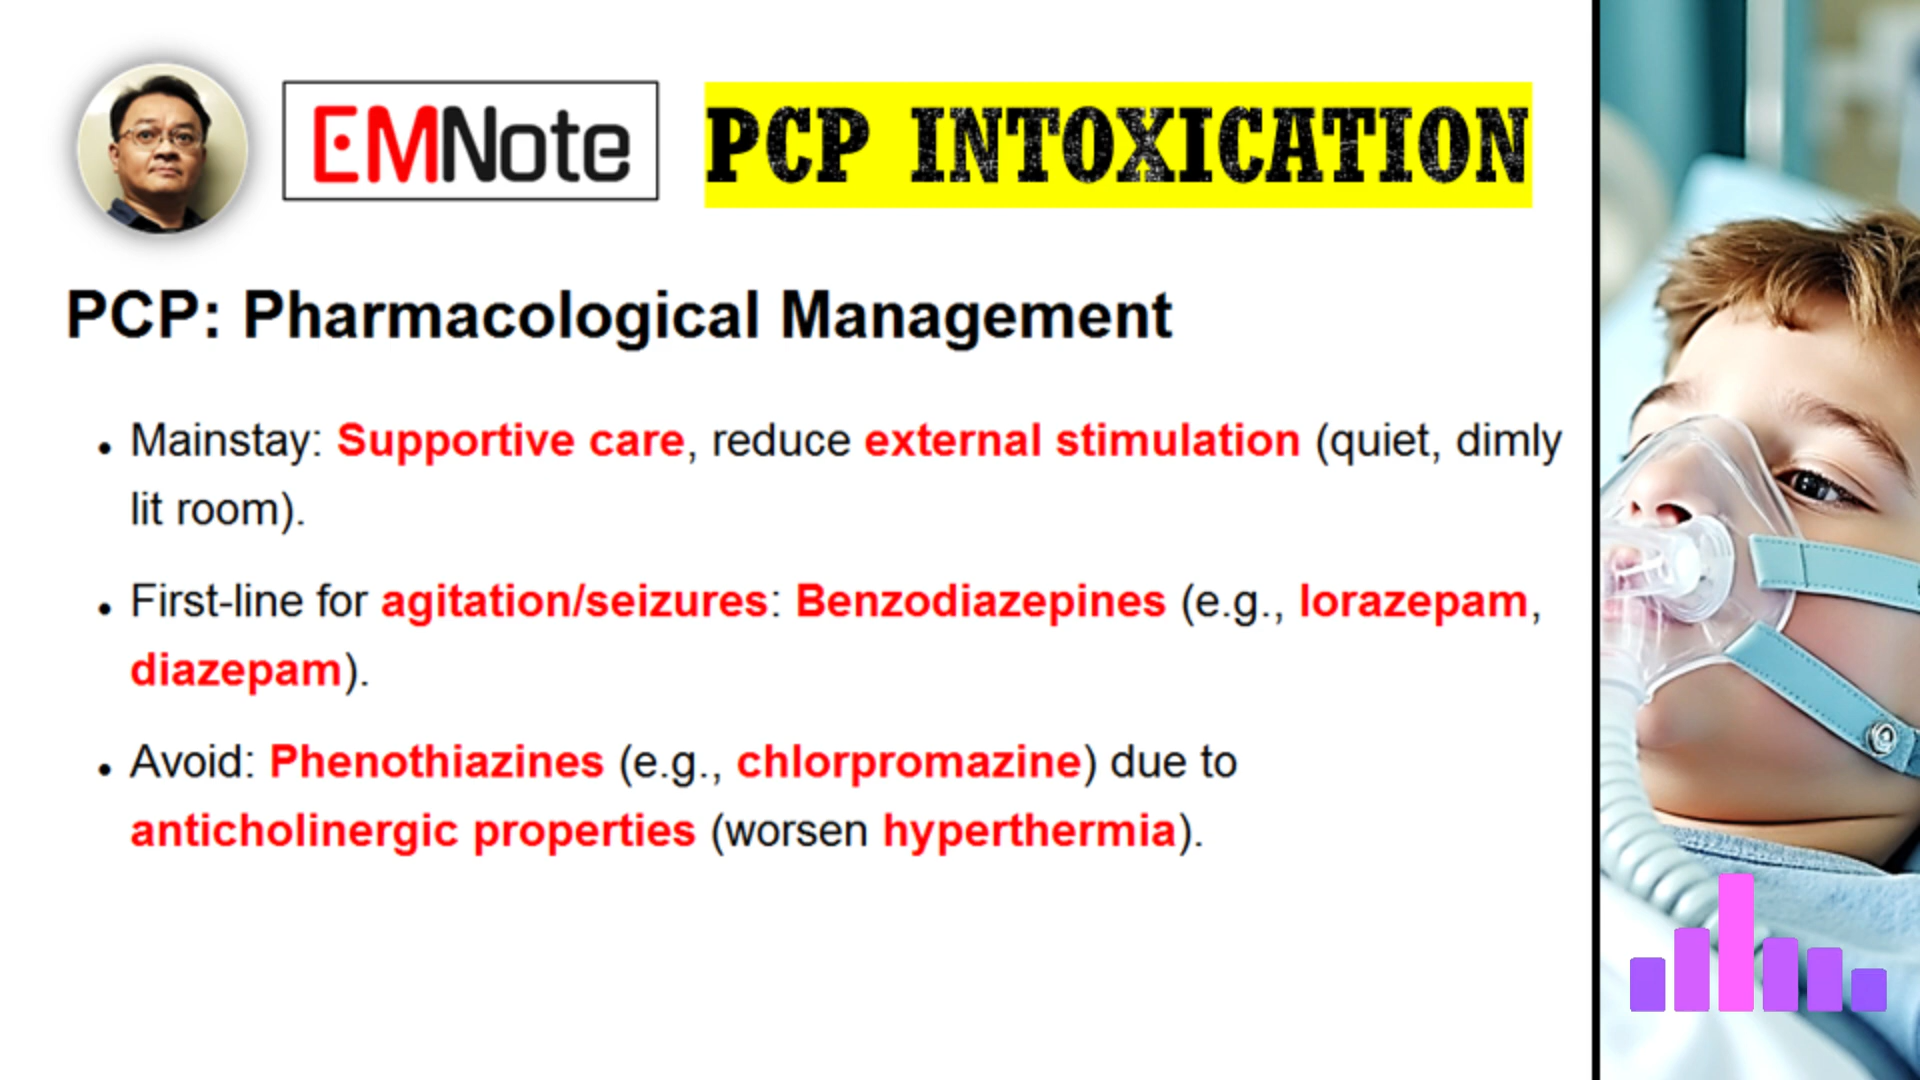 EMNote
PCP INTOXICATION
PCP: Pharmacological Management
• Mainstay: Supportive care, reduce external stimulation (quiet, dimly
lit room).
• First-line for agitation/seizures: Benzodiazepines (e.g., lorazepam,
diazepam).
• Avoid: Phenothiazines (e.g., chlorpromazine) due to
anticholinergic properties (worsen hyperthermia).